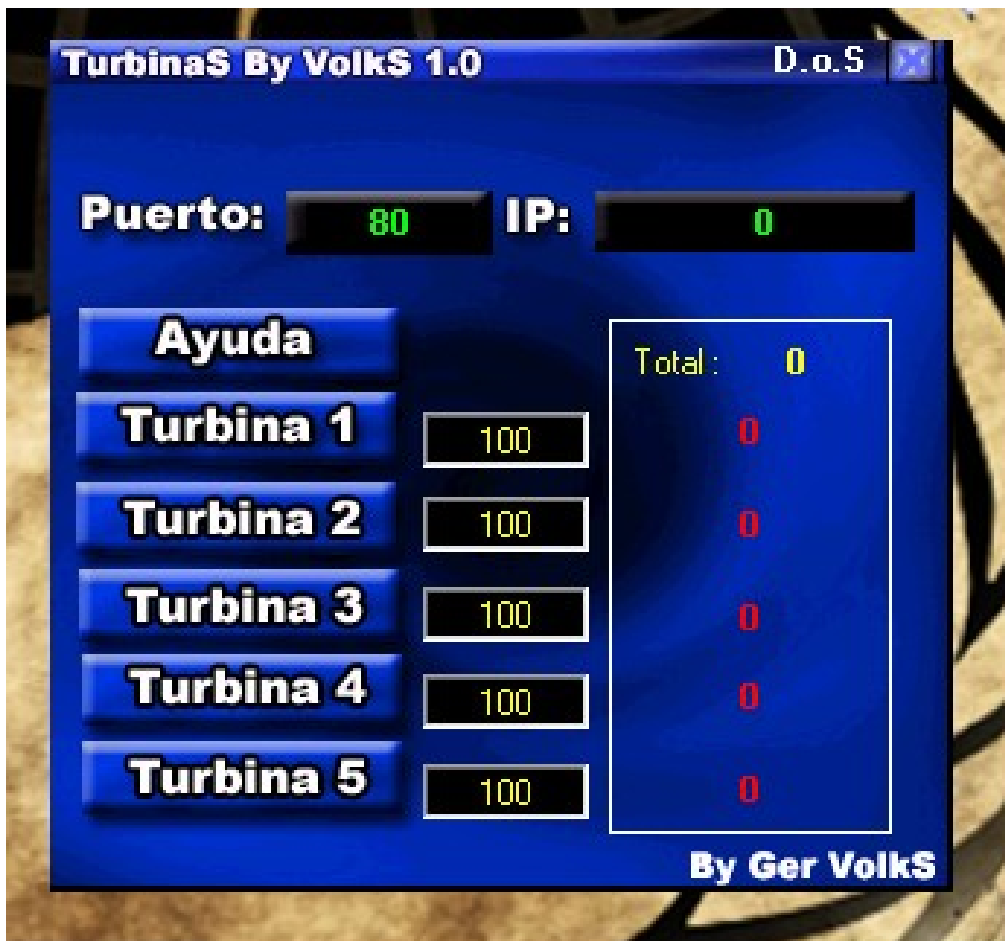 TurbinaS By VolkS 1.0 D.o.S
Puerto: 80 IP: 0
Ayuda
Total : 0
Turbina 1 100 0
Turbina 2 100 0
Turbina 3 100 0
Turbina 4 100 0
Turbina 5 100 0
By Ger VolkS